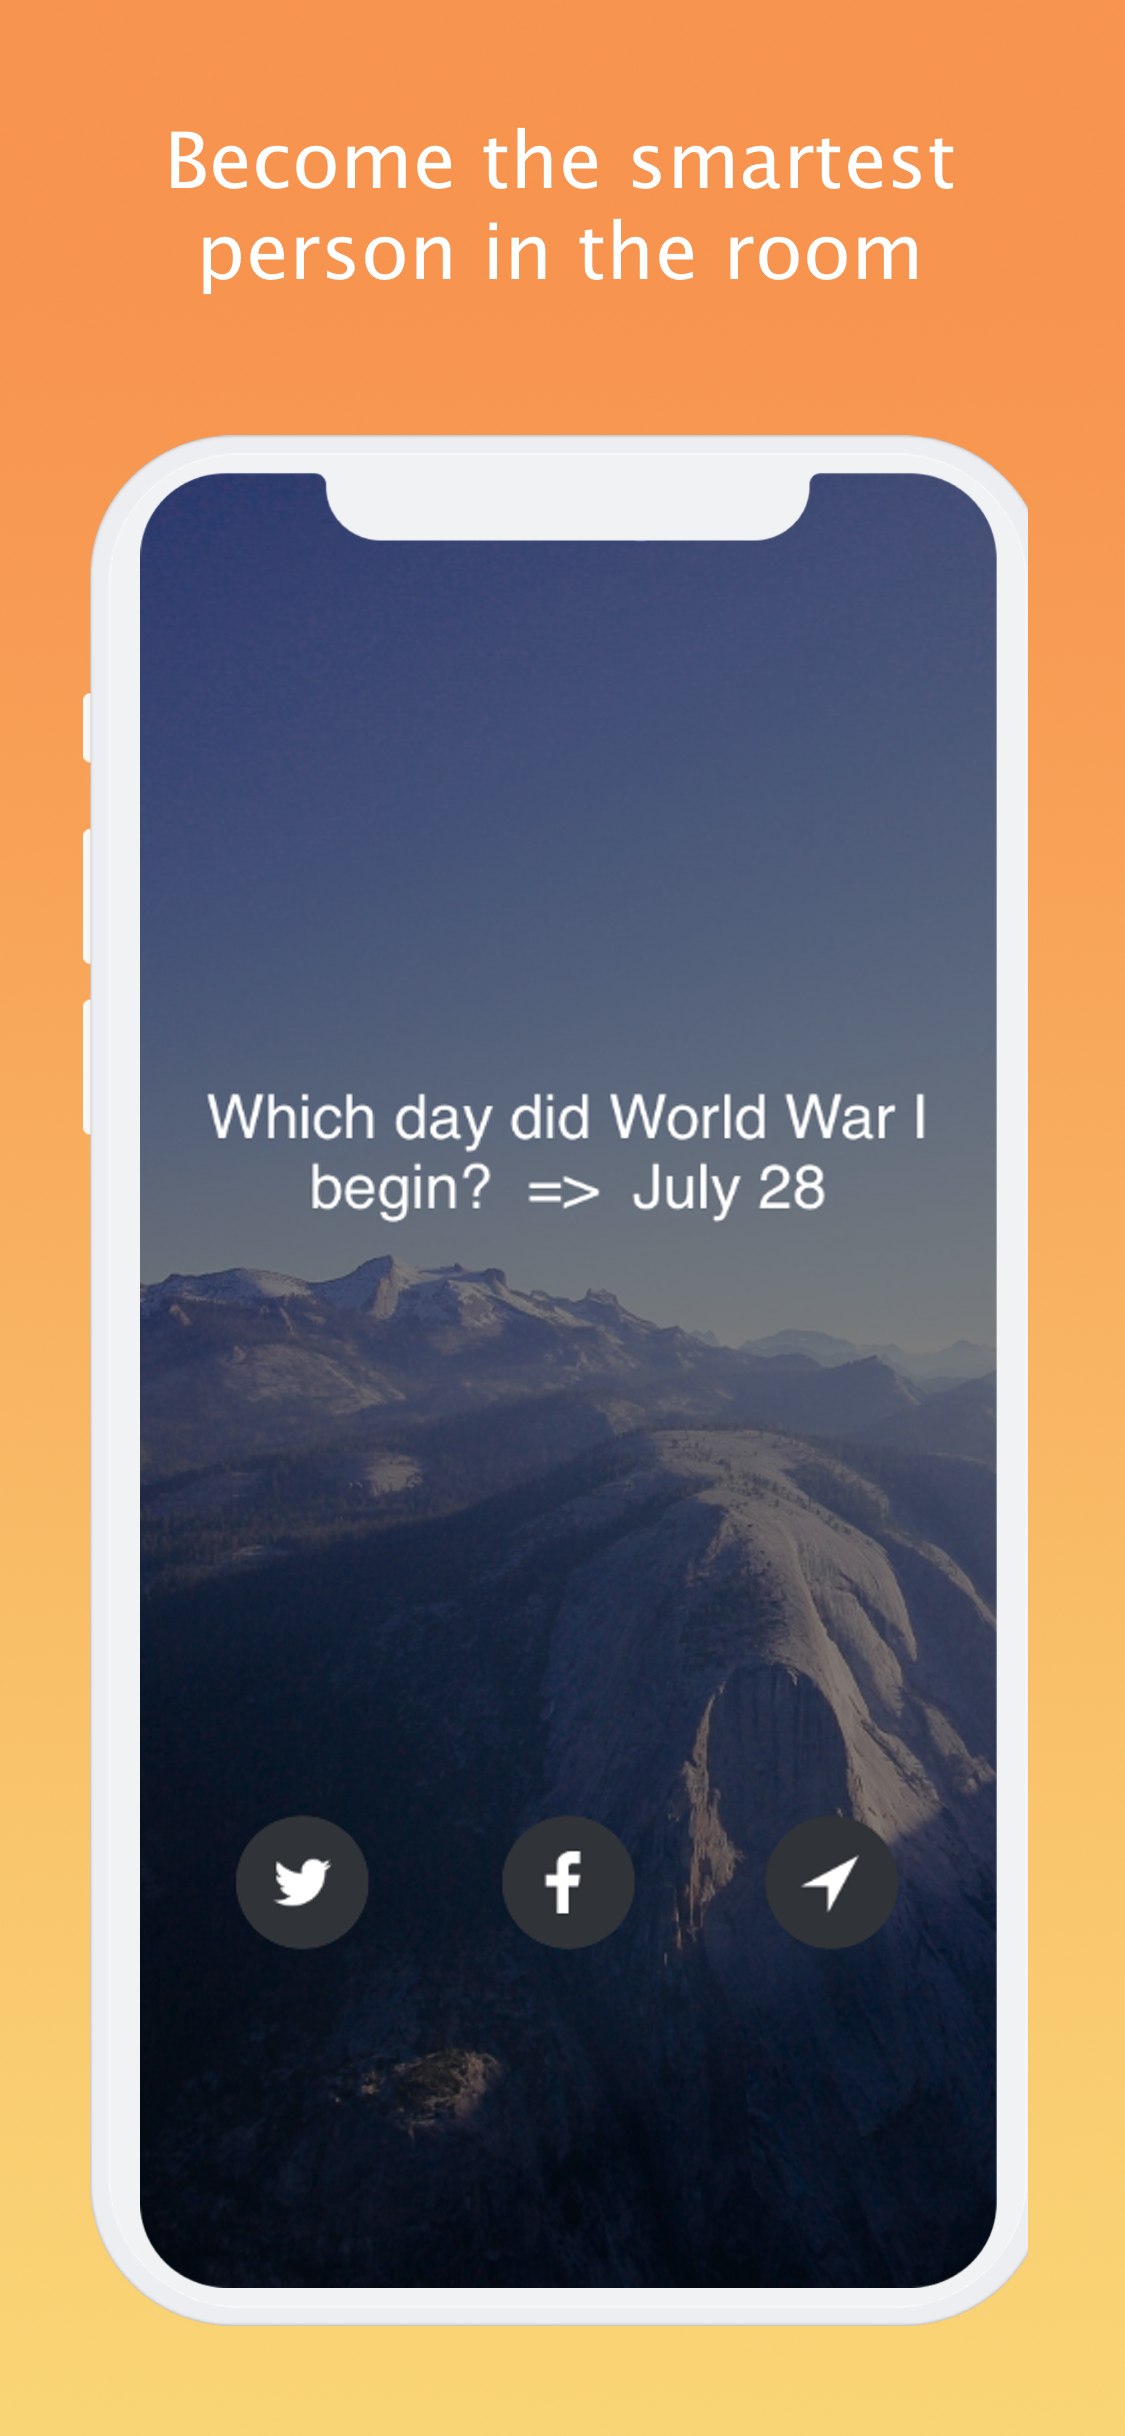 Become the smartest
person in the room
Which day did World War I
begin? => July 28